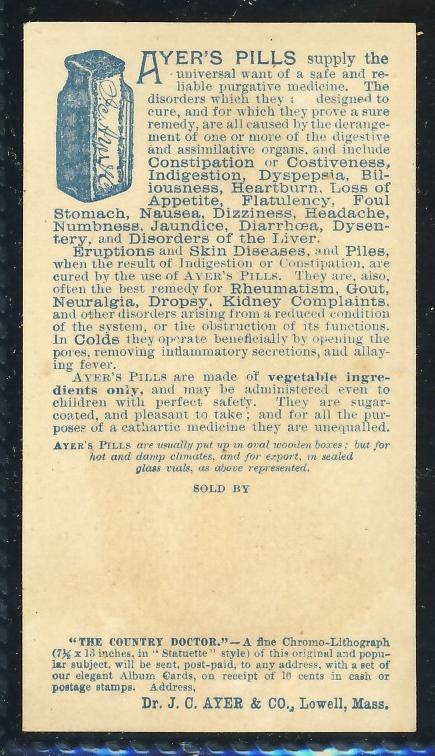 AYER'S PILLS supply the
universal want of a safe and re-
liable purgative medicine. The
disorders which they : designed to
cure, and for which they prove a sure
remedy, are all caused by the derange-
ment of one or more of the digestive
and assimilative organs, and include
Constipation or Costiveness,
Indigestion, Dyspepsia, Bil-
iousness, Heartburn, Loss of
Appetite, Flatulency, Foul
Stomach, Nausea, Dizziness, Headache,
Numbness, Jaundice, Diarrhœa, Dysen-
tery, and Disorders of the Liver.
Eruptions and Skin Diseases, and Piles,
when the result of Indigestion or Constipation, are
cured by the use of AYER'S PILLS. They are, also,
often the best remedy for Rheumatism, Gout,
Neuralgia, Dropsy, Kidney Complaints,
and other disorders arising from a reduced condition
of the system, or the obstruction of its functions.
In Colds they operate beneficially by opening the
pores, removing inflammatory secretions, and allay-
ing fever.
AYER'S PILLS are made of vegetable ingre-
dients only, and may be administered even to
children with perfect safety. They are sugar-
coated, and pleasant to take; and for all the pur-
poses of a cathartic medicine they are unequalled.
AYER'S PILLS are usually put up in oval wooden boxes: but for
hot and damp climates, and for export, in sealed
glass vials, as above represented.
SOLD BY
"THE COUNTRY DOCTOR."—A fine Chromo-Lithograph
(7½ x 13 inches, in "Statuette" style) of this original and popu-
lar subject, will be sent, post-paid, to any address, with a set of
our elegant Album Cards, on receipt of 10 cents in cash or
postage stamps. Address,
Dr. J. C. AYER & CO., Lowell, Mass.